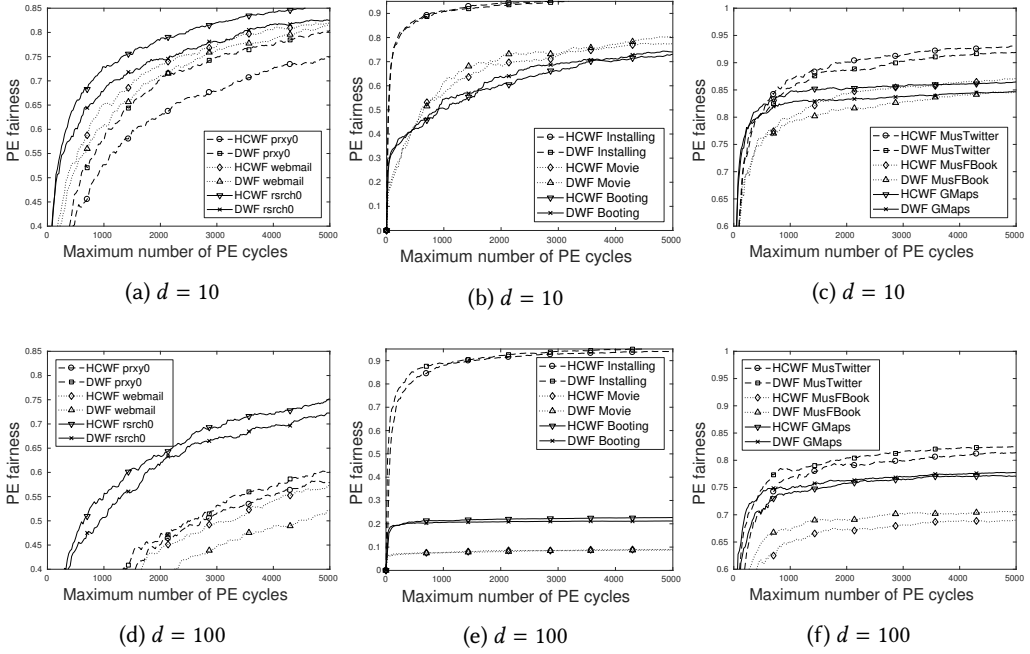 0.85
0.8
0.75
0.7
0.65
0.6
0.55
0.5
0.45
0.4
PE fairness
HCWF prxy0
DWF prxy0
HCWF webmail
DWF webmail
HCWF rsrch0
DWF rsrch0
0 1000 2000 3000 4000 5000
Maximum number of PE cycles
(a) d = 10
0.9
0.8
0.7
0.6
0.5
0.4
0.3
0.2
0.1
0
PE fairness
HCWF Installing
DWF Installing
HCWF Movie
DWF Movie
HCWF Booting
DWF Booting
0 1000 2000 3000 4000 5000
Maximum number of PE cycles
(b) d = 10
1
0.95
0.9
0.85
0.8
0.75
0.7
0.65
0.6
PE fairness
HCWF MusTwitter
DWF MusTwitter
HCWF MusFBook
DWF MusFBook
HCWF GMaps
DWF GMaps
0 1000 2000 3000 4000 5000
Maximum number of PE cycles
(c) d = 10
0.85
0.8
0.75
0.7
0.65
0.6
0.55
0.5
0.45
0.4
PE fairness
HCWF prxy0
DWF prxy0
HCWF webmail
DWF webmail
HCWF rsrch0
DWF rsrch0
0 1000 2000 3000 4000 5000
Maximum number of PE cycles
(d) d = 100
0.9
0.8
0.7
0.6
0.5
0.4
0.3
0.2
0.1
0
PE fairness
HCWF Installing
DWF Installing
HCWF Movie
DWF Movie
HCWF Booting
DWF Booting
0 1000 2000 3000 4000 5000
Maximum number of PE cycles
(e) d = 100
1
0.95
0.9
0.85
0.8
0.75
0.7
0.65
0.6
PE fairness
HCWF MusTwitter
DWF MusTwitter
HCWF MusFBook
DWF MusFBook
HCWF GMaps
DWF GMaps
0 1000 2000 3000 4000 5000
Maximum number of PE cycles
(f) d = 100